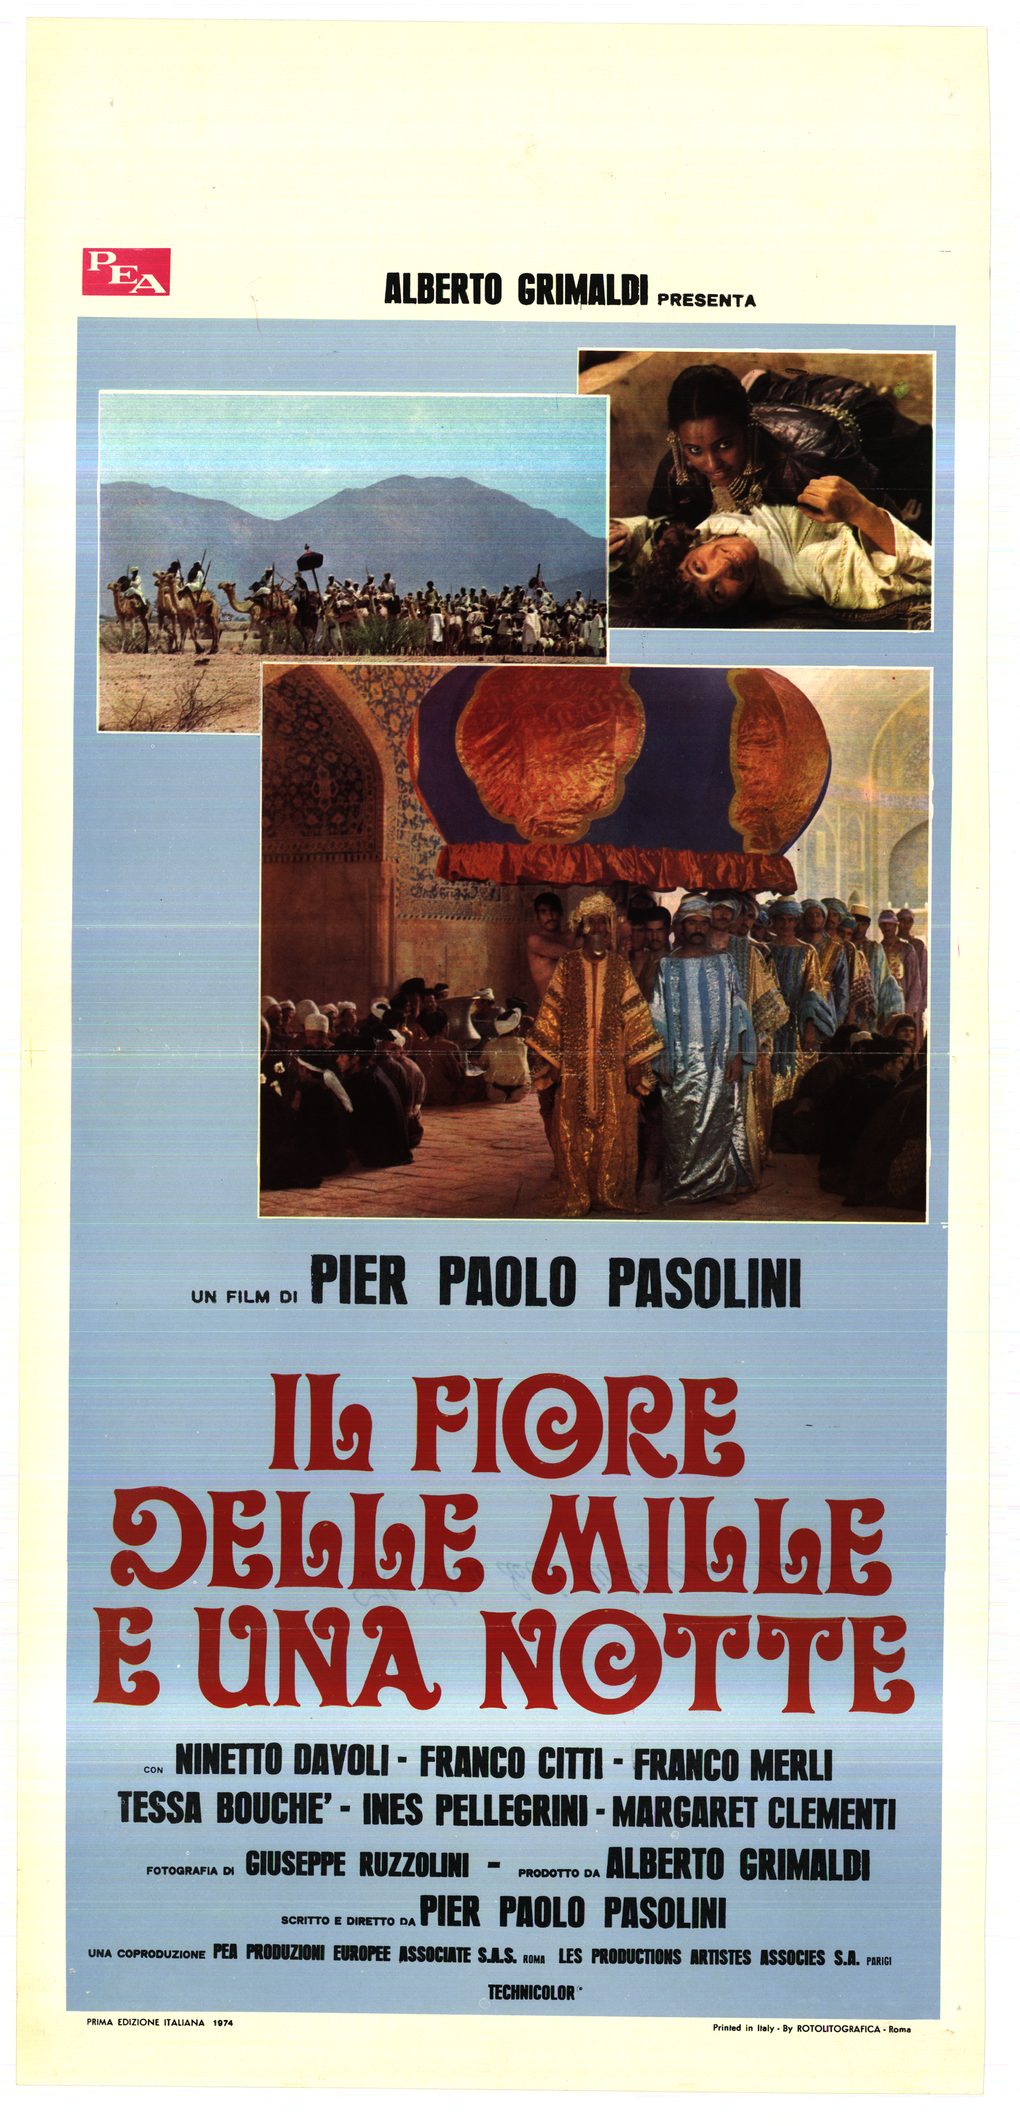 PEA
ALBERTO GRIMALDI PRESENTA
UN FILM DI PIER PAOLO PASOLINI
IL FIORE
DELLE MILLE
E UNA NOTTE
CON NINETTO DAVOLI - FRANCO CITTI - FRANCO MERLI
TESSA BOUCHE' - INES PELLEGRINI - MARGARET CLEMENTI
FOTOGRAFIA DI GIUSEPPE RUZZOLINI - PRODOTTO DA ALBERTO GRIMALDI
SCRITTO E DIRETTO DA PIER PAOLO PASOLINI
UNA COPRODUZIONE PEA PRODUZIONI EUROPEE ASSOCIATE S.A.S. ROMA LES PRODUCTIONS ARTISTES ASSOCIES S.A. PARIGI
TECHNICOLOR®
PRIMA EDIZIONE ITALIANA 1974
Printed in Italy - By ROTOLITOGRAFICA - Roma